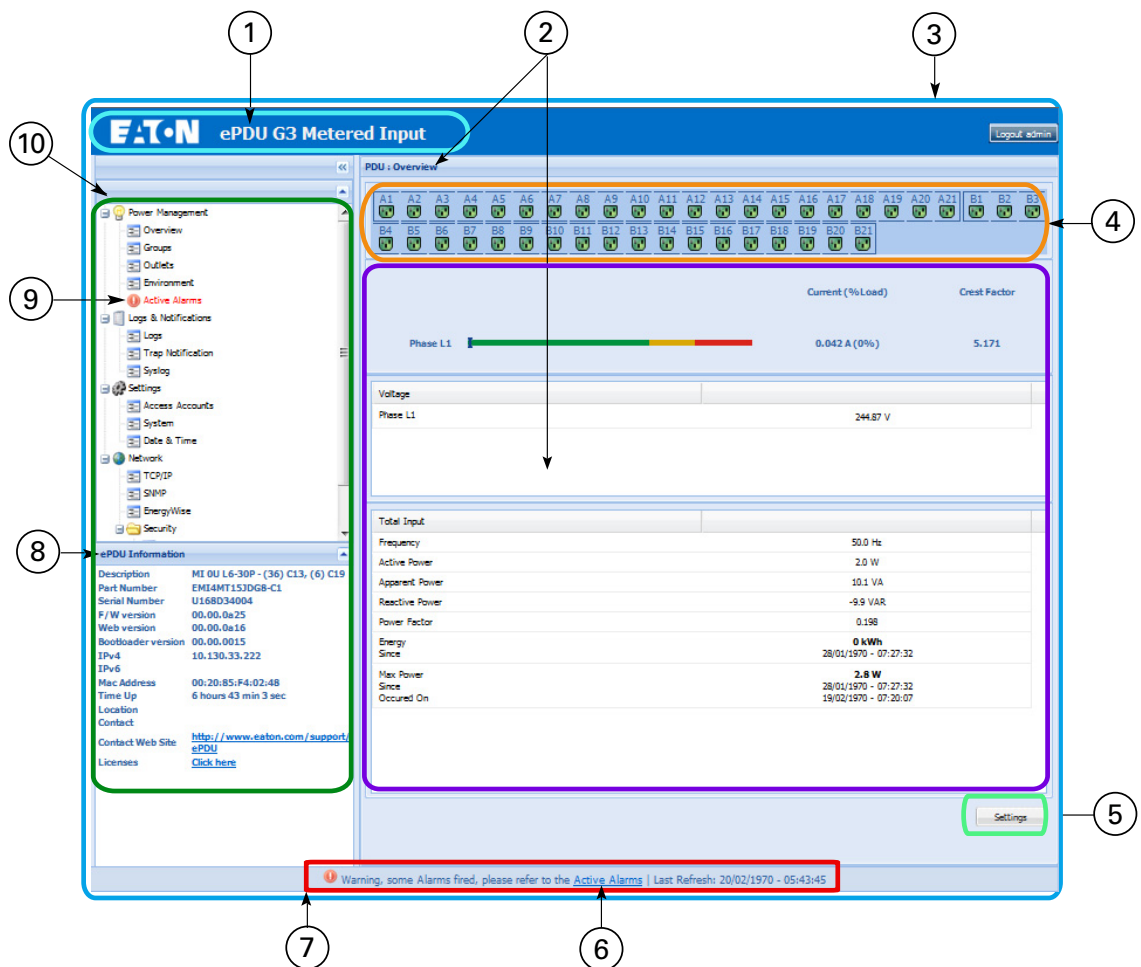 1
2
3
EATON ePDU G3 Metered Input
Logout admin
10
PDU : Overview
A1 A2 A3 A4 A5 A6 A7 A8 A9 A10 A11 A12 A13 A14 A15 A16 A17 A18 A19 A20 A21 B1 B2 B3
B4 B5 B6 B7 B8 B9 B10 B11 B12 B13 B14 B15 B16 B17 B18 B19 B20 B21
4
Power Management
Overview
Groups
Outlets
Environment
9
Active Alarms
Logs & Notifications
Logs
Trap Notification
Syslog
Settings
Access Accounts
System
Date & Time
Network
TCP/IP
SNMP
EnergyWise
Security
Current (%Load) Crest Factor
Phase L1 0.042 A (0%) 5.171
Voltage
Phase L1 244.87 V
Total Input
Frequency 50.0 Hz
Active Power 2.0 W
Apparent Power 10.1 VA
Reactive Power -9.9 VAR
Power Factor 0.198
Energy 0 kWh
Since 28/01/1970 - 07:27:32
Max Power 2.8 W
Since 28/01/1970 - 07:27:32
Occured On 19/02/1970 - 07:20:07
8
ePDU Information
Description MI 0U L6-30P - (36) C13, (6) C19
Part Number EMI4MT15JDG8-C1
Serial Number U168D34004
F/W version 00.00.0a25
Web version 00.00.0a16
Bootloader version 00.00.0015
IPv4 10.130.33.222
IPv6
Mac Address 00:20:85:F4:02:48
Time Up 6 hours 43 min 3 sec
Location
Contact
Contact Web Site http://www.eaton.com/support/
ePDU
Licenses Click here
Settings
5
Warning, some Alarms fired, please refer to the Active Alarms | Last Refresh: 20/02/1970 - 05:43:45
7
6